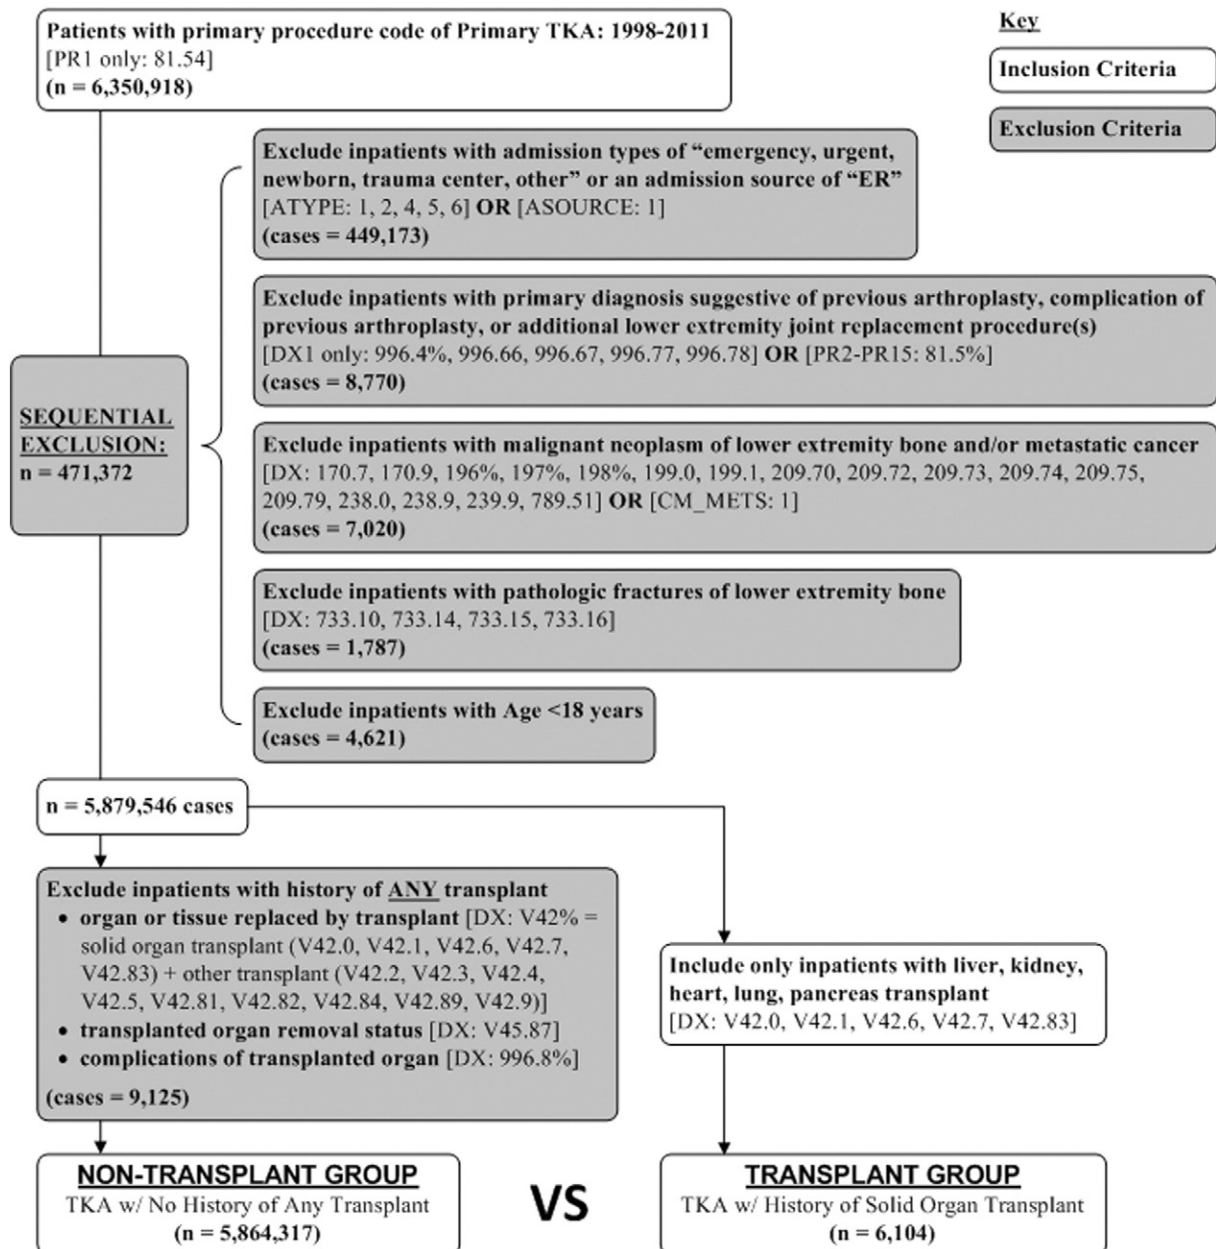 Patients with primary procedure code of Primary TKA: 1998-2011
[PR1 only: 81.54]
(n = 6,350,918)
Key
Inclusion Criteria
Exclusion Criteria
Exclude inpatients with admission types of “emergency, urgent,
newborn, trauma center, other” or an admission source of “ER”
[ATYPE: 1, 2, 4, 5, 6] OR [ASOURCE: 1]
(cases = 449,173)
Exclude inpatients with primary diagnosis suggestive of previous arthroplasty, complication of
previous arthroplasty, or additional lower extremity joint replacement procedure(s)
[DX1 only: 996.4%, 996.66, 996.67, 996.77, 996.78] OR [PR2-PR15: 81.5%]
(cases = 8,770)
SEQUENTIAL
EXCLUSION:
n = 471,372
Exclude inpatients with malignant neoplasm of lower extremity bone and/or metastatic cancer
[DX: 170.7, 170.9, 196%, 197%, 198%, 199.0, 199.1, 209.70, 209.72, 209.73, 209.74, 209.75,
209.79, 238.0, 238.9, 239.9, 789.51] OR [CM_METS: 1]
(cases = 7,020)
Exclude inpatients with pathologic fractures of lower extremity bone
[DX: 733.10, 733.14, 733.15, 733.16]
(cases = 1,787)
Exclude inpatients with Age <18 years
(cases = 4,621)
n = 5,879,546 cases
Exclude inpatients with history of ANY transplant
• organ or tissue replaced by transplant [DX: V42% =
solid organ transplant (V42.0, V42.1, V42.6, V42.7,
V42.83) + other transplant (V42.2, V42.3, V42.4,
V42.5, V42.81, V42.82, V42.84, V42.89, V42.9)]
• transplanted organ removal status [DX: V45.87]
• complications of transplanted organ [DX: 996.8%]
(cases = 9,125)
Include only inpatients with liver, kidney,
heart, lung, pancreas transplant
[DX: V42.0, V42.1, V42.6, V42.7, V42.83]
NON-TRANSPLANT GROUP
TKA w/ No History of Any Transplant
(n = 5,864,317)
VS
TRANSPLANT GROUP
TKA w/ History of Solid Organ Transplant
(n = 6,104)